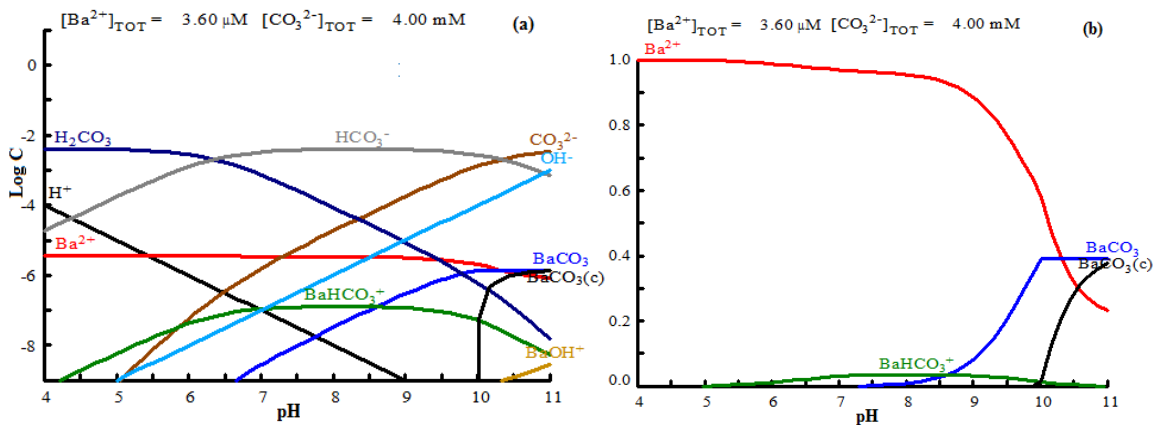 [Ba²⁺]TOT = 3.60 µM [CO₃²⁻]TOT = 4.00 mM
(a)
0
-2
-4
-6
-8
Log C
H₂CO₃
HCO₃⁻
CO₃²⁻
OH-
H⁺
Ba²⁺
BaCO₃
BaCO₃(c)
BaHCO₃⁺
BaOH⁺
4 5 6 7 8 9 10 11
pH
[Ba²⁺]TOT = 3.60 µM [CO₃²⁻]TOT = 4.00 mM
(b)
Ba²⁺
1.0
0.8
0.6
0.4
0.2
0.0
BaCO₃
BaCO₃(c)
BaHCO₃⁺
4 5 6 7 8 9 10 11
pH